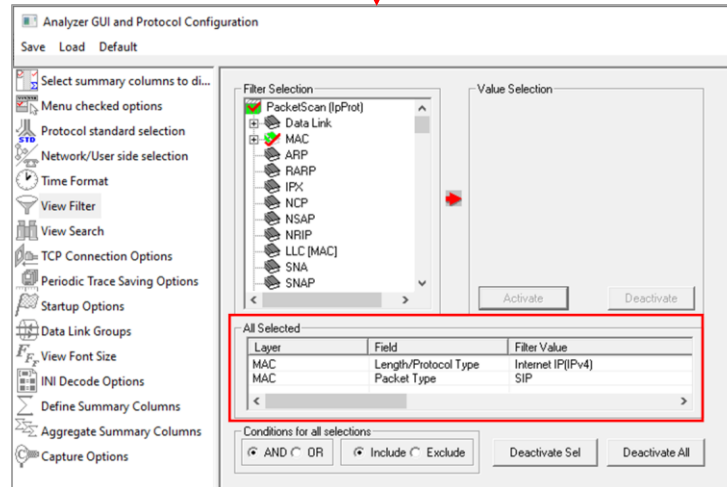 Analyzer GUI and Protocol Configuration
Save Load Default
Select summary columns to di...
Menu checked options
Protocol standard selection
STD
Network/User side selection
Time Format
View Filter
View Search
TCP Connection Options
Periodic Trace Saving Options
Startup Options
Data Link Groups
View Font Size
INI Decode Options
Define Summary Columns
Aggregate Summary Columns
Capture Options
Filter Selection
PacketScan (IpProt)
Data Link
MAC
ARP
RARP
IPX
NCP
NSAP
NRIP
LLC [MAC]
SNA
SNAP
Value Selection
Activate Deactivate
All Selected
Layer Field Filter Value
MAC Length/Protocol Type Internet IP(IPv4)
MAC Packet Type SIP
Conditions for all selections
AND OR Include Exclude Deactivate Sel Deactivate All